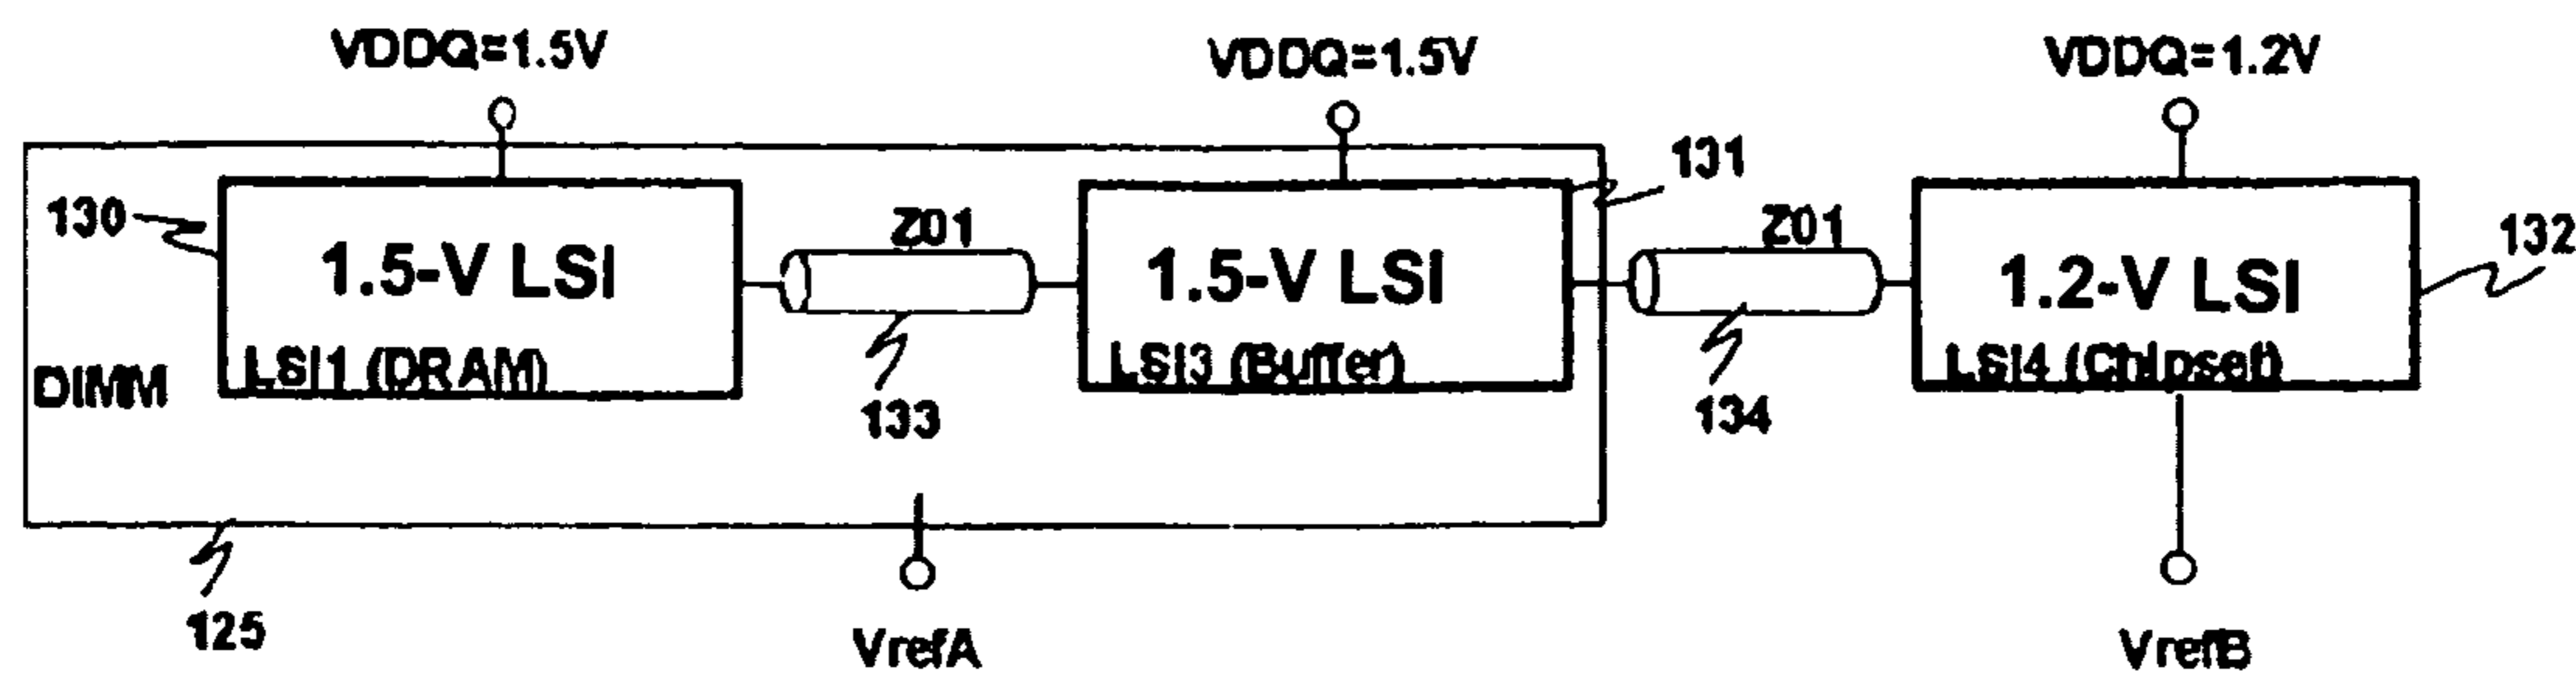 VDDQ=1.5V
VDDQ=1.5V
VDDQ=1.2V
131
130
Z01
Z01
132
1.5-V LSI
1.5-V LSI
1.2-V LSI
LSI1 (DRAM)
LSI3 (Buffer)
LSI4 (Chipset)
DIMM
133
134
125
VrefA
VrefB